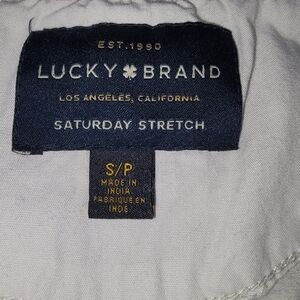 EST. 1990
LUCKY BRAND
LOS ANGELES, CALIFORNIA
SATURDAY STRETCH
S/P
MADE IN
INDIA
FABRIQUE EN
INDE